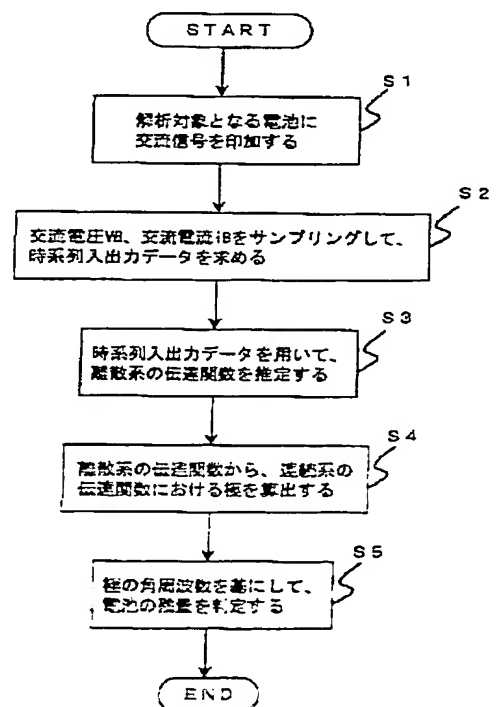 START
S1
解析対象となる電池に
交流信号を印加する
S2
交流電圧VB、交流電流iBをサンプリングして、
時系列入出力データを求める
S3
時系列入出力データを用いて、
離散系の伝達関数を推定する
S4
離散系の伝達関数から、連続系の
伝達関数における極を算出する
S5
極の角周波数を基にして、
電池の残量を判定する
END